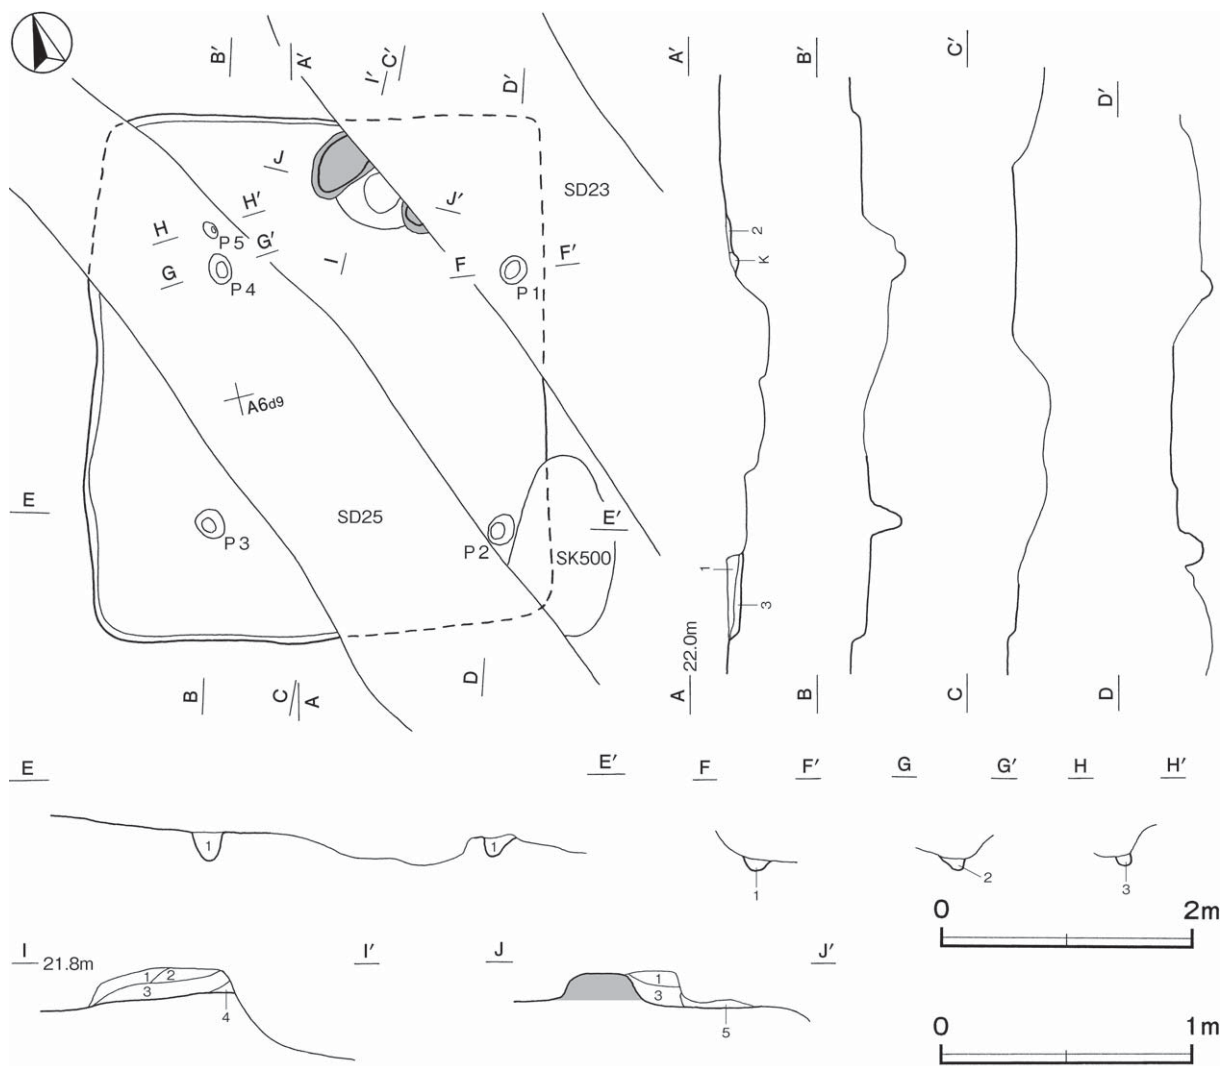 B′
A′
I′
C′
D′
A′
B′
C′
D′
J
H′
J′
SD23
H
P5
G′
I
F
F′
G
P4
P1
2
K
A6d9
E
SD25
E′
P3
P2
SK500
1
3
22.0m
B
C
A
D
A
B
C
D
E
E′
F
F′
G
G′
H
H′
1
1
1
2
3
0 2m
I 21.8m
I′
J
J′
1
2
3
4
1
3
5
0 1m